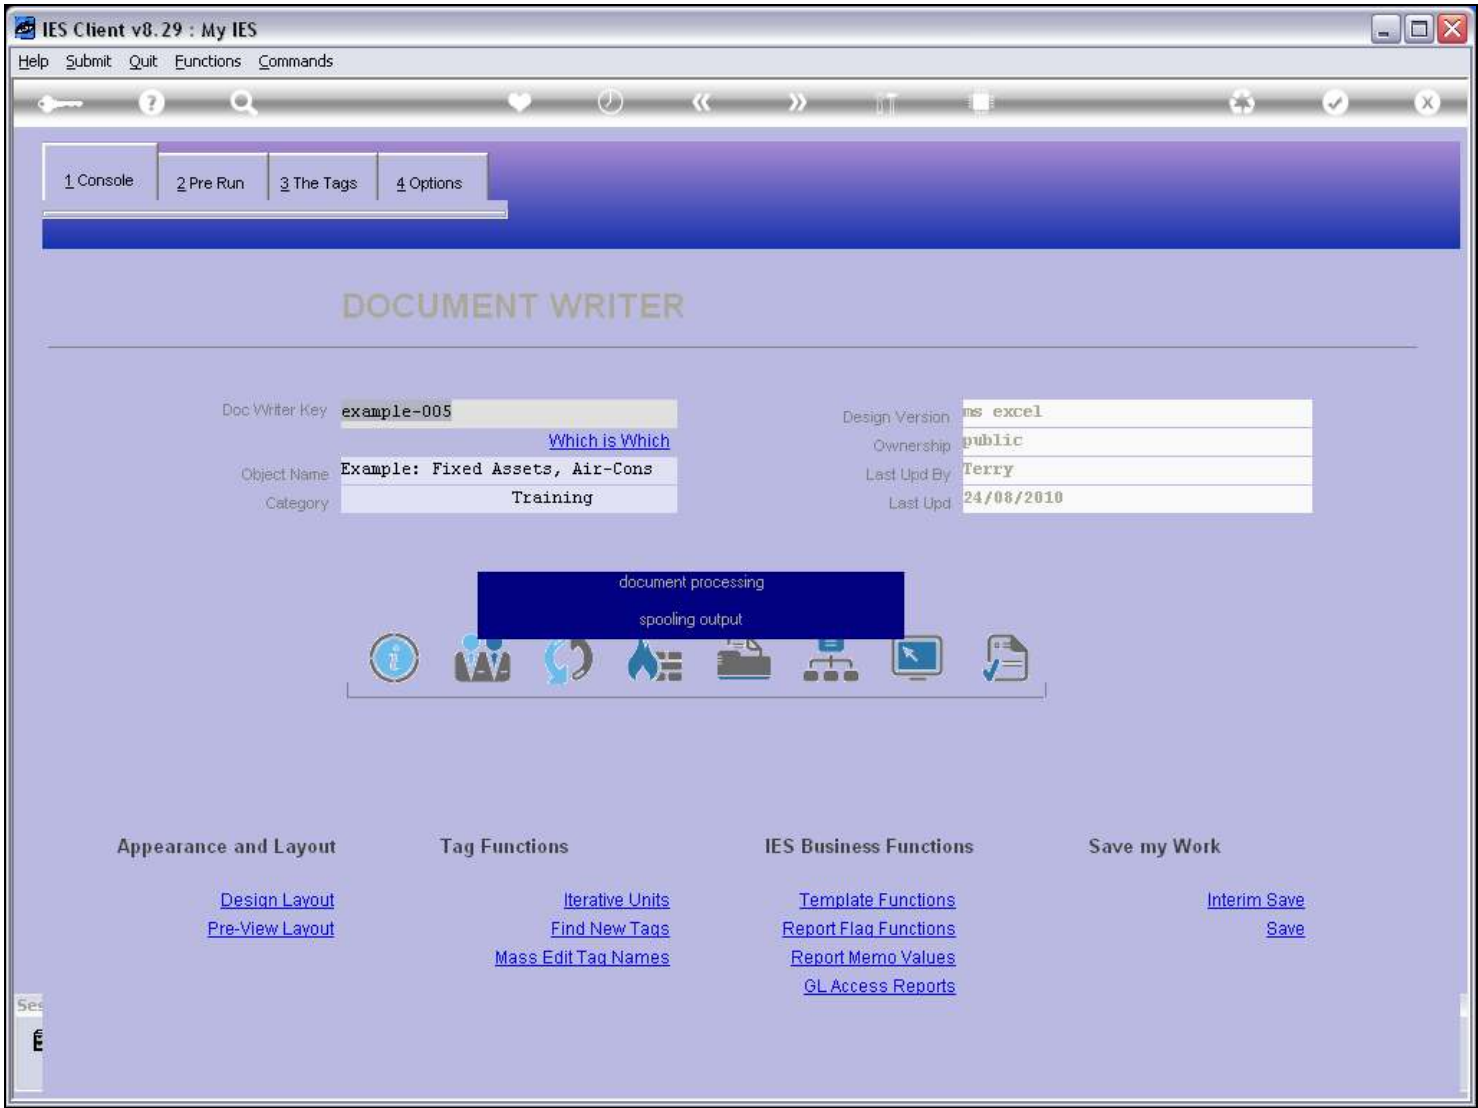 IES Client v8.29 : My IES
Help Submit Quit Functions Commands
1 Console 2 Pre Run 3 The Tags 4 Options
DOCUMENT WRITER
Doc Writer Key example-005
Which is Which
Object Name Example: Fixed Assets, Air-Cons
Category Training
Design Version ms excel
Ownership public
Last Upd By Terry
Last Upd 24/08/2010
document processing
spooling output
Appearance and Layout
Design Layout
Pre-View Layout
Tag Functions
Iterative Units
Find New Tags
Mass Edit Tag Names
IES Business Functions
Template Functions
Report Flag Functions
Report Memo Values
GL Access Reports
Save my Work
Interim Save
Save